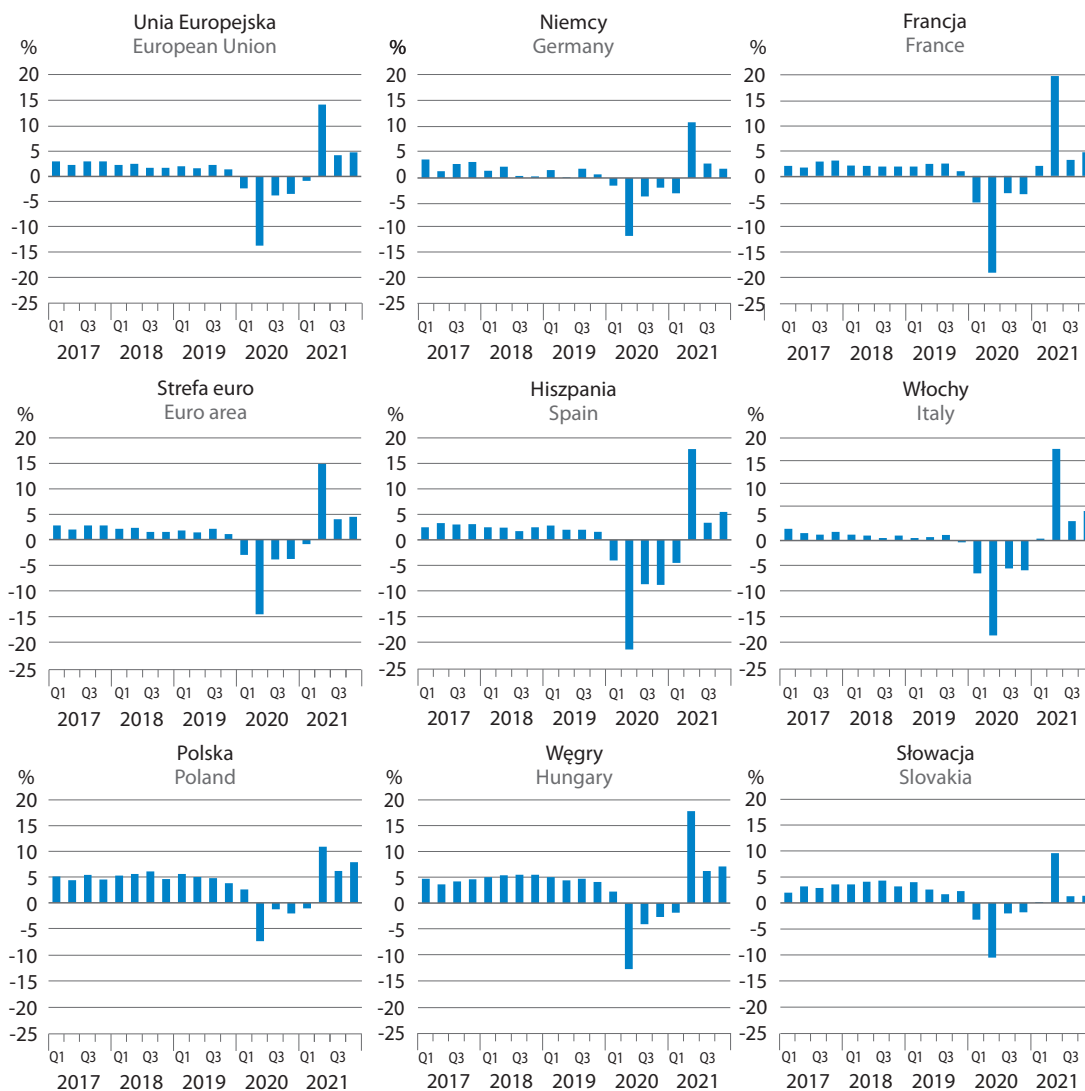 Unia Europejska
European Union
%
20
15
10
5
0
-5
-10
-15
-20
-25
Q1 Q3 Q1 Q3 Q1 Q3 Q1 Q3 Q1 Q3
2017 2018 2019 2020 2021
Niemcy
Germany
%
20
15
10
5
0
-5
-10
-15
-20
-25
Q1 Q3 Q1 Q3 Q1 Q3 Q1 Q3 Q1 Q3
2017 2018 2019 2020 2021
Francja
France
%
20
15
10
5
0
-5
-10
-15
-20
-25
Q1 Q3 Q1 Q3 Q1 Q3 Q1 Q3 Q1 Q3
2017 2018 2019 2020 2021
Strefa euro
Euro area
%
20
15
10
5
0
-5
-10
-15
-20
-25
Q1 Q3 Q1 Q3 Q1 Q3 Q1 Q3 Q1 Q3
2017 2018 2019 2020 2021
Hiszpania
Spain
%
20
15
10
5
0
-5
-10
-15
-20
-25
Q1 Q3 Q1 Q3 Q1 Q3 Q1 Q3 Q1 Q3
2017 2018 2019 2020 2021
Włochy
Italy
%
20
15
10
5
0
-5
-10
-15
-20
-25
Q1 Q3 Q1 Q3 Q1 Q3 Q1 Q3 Q1 Q3
2017 2018 2019 2020 2021
Polska
Poland
%
20
15
10
5
0
-5
-10
-15
-20
-25
Q1 Q3 Q1 Q3 Q1 Q3 Q1 Q3 Q1 Q3
2017 2018 2019 2020 2021
Węgry
Hungary
%
20
15
10
5
0
-5
-10
-15
-20
-25
Q1 Q3 Q1 Q3 Q1 Q3 Q1 Q3 Q1 Q3
2017 2018 2019 2020 2021
Słowacja
Slovakia
%
20
15
10
5
0
-5
-10
-15
-20
-25
Q1 Q3 Q1 Q3 Q1 Q3 Q1 Q3 Q1 Q3
2017 2018 2019 2020 2021